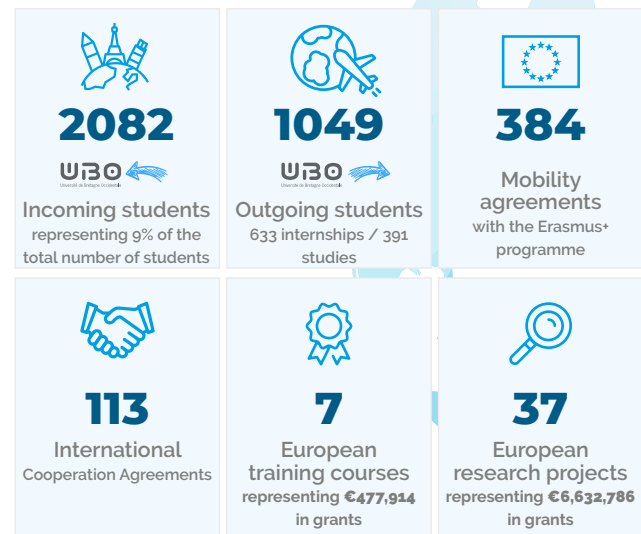 2082
UBO
Université de Bretagne Occidentale
Incoming students
representing 9% of the
total number of students
1049
UBO
Université de Bretagne Occidentale
Outgoing students
633 internships / 391
studies
384
Mobility
agreements
with the Erasmus+
programme
113
International
Cooperation Agreements
7
European
training courses
representing €477,914
in grants
37
European
research projects
representing €6,632,786
in grants